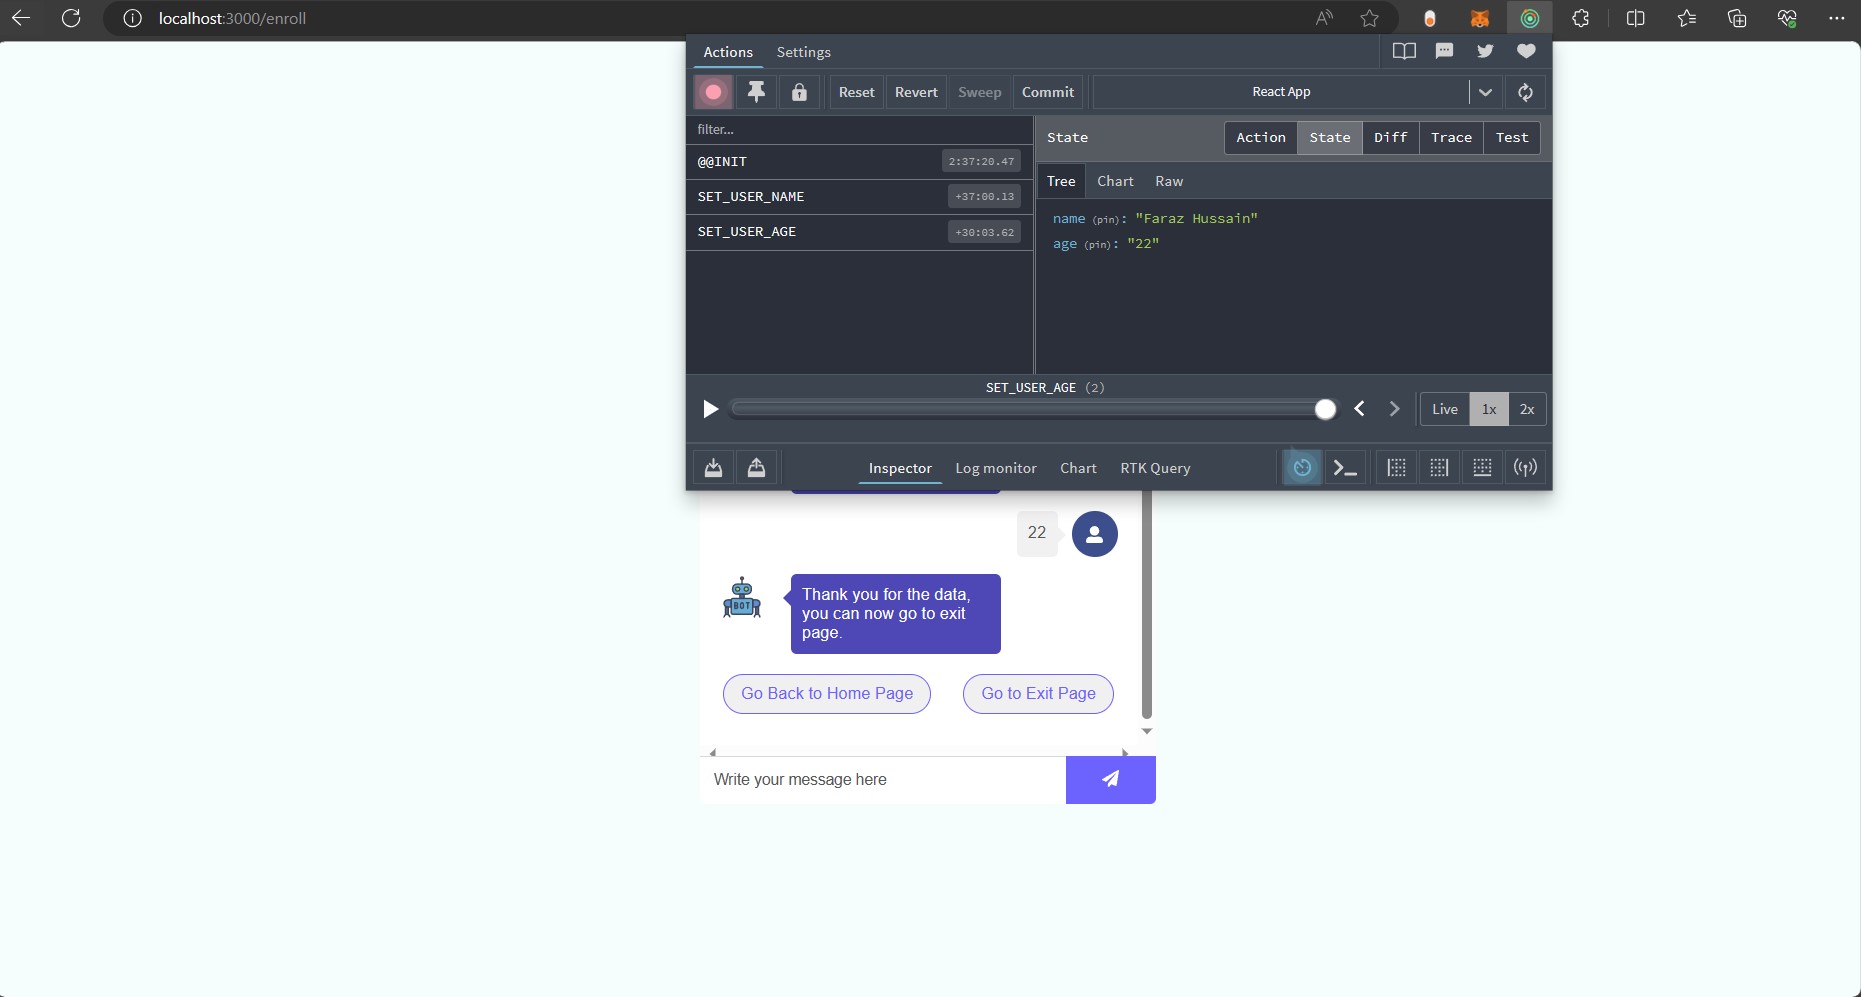 localhost:3000/enroll
Actions Settings
Reset Revert Sweep Commit React App
filter...
State Action State Diff Trace Test
@@INIT 2:37:20.47
Tree Chart Raw
SET_USER_NAME +37:00.13
name (pin): "Faraz Hussain"
SET_USER_AGE +30:03.62
age (pin): "22"
SET_USER_AGE (2)
Live 1x 2x
Inspector Log monitor Chart RTK Query
22
BOT
Thank you for the data,
you can now go to exit
page.
Go Back to Home Page Go to Exit Page
Write your message here